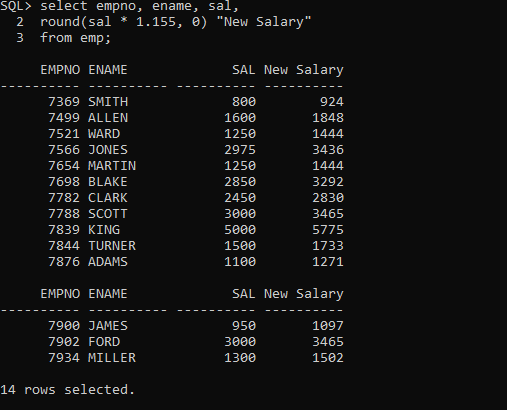 SQL> select empno, ename, sal,
  2  round(sal * 1.155, 0) "New Salary"
  3  from emp;
     EMPNO ENAME             SAL New Salary
---------- ---------- ---------- ----------
      7369 SMITH             800        924
      7499 ALLEN            1600       1848
      7521 WARD             1250       1444
      7566 JONES            2975       3436
      7654 MARTIN           1250       1444
      7698 BLAKE            2850       3292
      7782 CLARK            2450       2830
      7788 SCOTT            3000       3465
      7839 KING             5000       5775
      7844 TURNER           1500       1733
      7876 ADAMS            1100       1271
     EMPNO ENAME             SAL New Salary
---------- ---------- ---------- ----------
      7900 JAMES             950       1097
      7902 FORD             3000       3465
      7934 MILLER           1300       1502
14 rows selected.